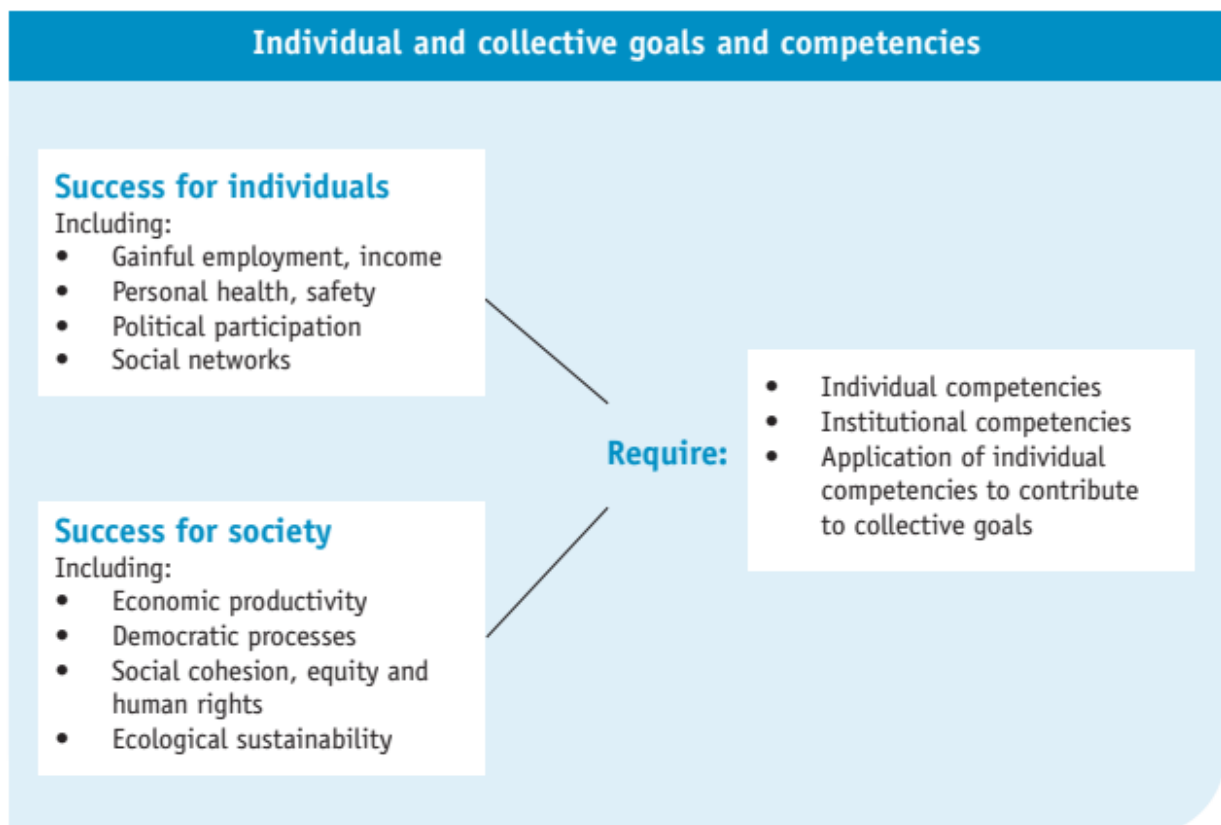 Individual and collective goals and competencies
Success for individuals
Including:
• Gainful employment, income
• Personal health, safety
• Political participation
• Social networks
Success for society
Including:
• Economic productivity
• Democratic processes
• Social cohesion, equity and
human rights
• Ecological sustainability
Require:
• Individual competencies
• Institutional competencies
• Application of individual
competencies to contribute
to collective goals